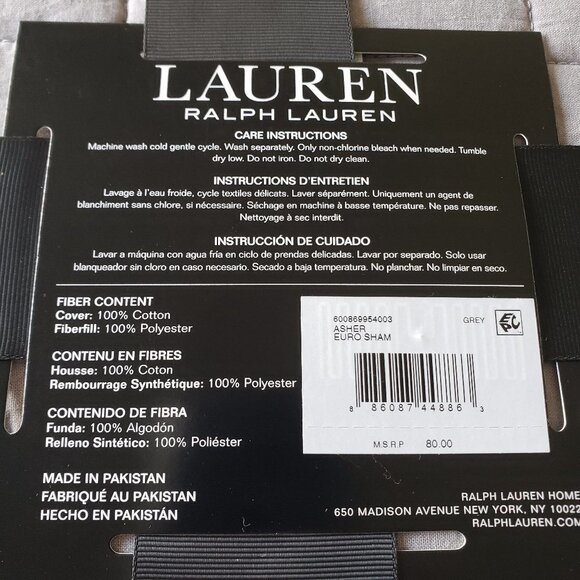 LAUREN
RALPH LAUREN
CARE INSTRUCTIONS
Machine wash cold gentle cycle. Wash separately. Only non-chlorine bleach when needed. Tumble
dry low. Do not iron. Do not dry clean.
INSTRUCTIONS D'ENTRETIEN
Lavage à l'eau froide, cycle textiles délicats. Laver séparément. Uniquement un agent de
blanchiment sans chlore, si nécessaire. Séchage en machine à basse température. Ne pas repasser.
Nettoyage à sec interdit.
INSTRUCCIÓN DE CUIDADO
Lavar a máquina con agua fría en ciclo de prendas delicadas. Lavar por separado. Solo usar
blanqueador sin cloro en caso necesario. Secado a baja temperatura. No planchar. No limpiar en seco.
FIBER CONTENT
Cover: 100% Cotton
Fiberfill: 100% Polyester
CONTENU EN FIBRES
Housse: 100% Coton
Rembourrage Synthétique: 100% Polyester
CONTENIDO DE FIBRA
Funda: 100% Algodón
Relleno Sintético: 100% Poliéster
MADE IN PAKISTAN
FABRIQUÉ AU PAKISTAN
HECHO EN PAKISTÁN
600869954003 GREY EPC
ASHER
EURO SHAM
8 86087 44886 3
M.S.R.P 80.00
RALPH LAUREN HOME
650 MADISON AVENUE NEW YORK, NY 10022
RALPHLAUREN.COM